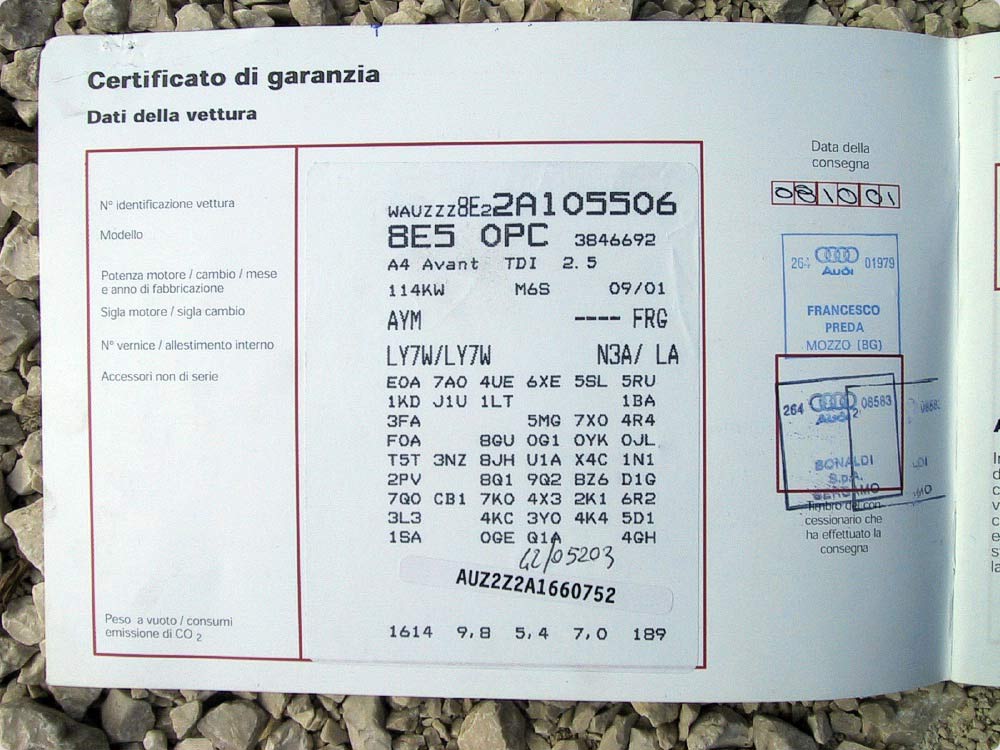 Certificato di garanzia
Dati della vettura
N° identificazione vettura
Modello
Potenza motore / cambio / mese
e anno di fabbricazione
Sigla motore / sigla cambio
N° vernice / allestimento interno
Accessori non di serie
Peso a vuoto / consumi
emissione di CO2
WAUZZZ8E22A105506
8E5 0PC 3846692
A4 Avant TDI 2.5
114KW M6S 09/01
AYM ---- FRG
LY7W/LY7W N3A/ LA
E0A 7A0 4UE 6XE 5SL 5RU
1KD J1U 1LT 1BA
3FA 5MG 7X0 4R4
F0A 8GU 0G1 0YK 0JL
T5T 3NZ 8JH U1A X4C 1N1
2PV 8Q1 9Q2 BZ6 D1G
7Q0 CB1 7K0 4X3 2K1 6R2
3L3 4KC 3Y0 4K4 5D1
1SA 0GE Q1A 4GH
42/05203
AUZ2Z2A1660752
1614 9,8 5,4 7,0 189
Data della
consegna
081001
264 01979
Audi
FRANCESCO
PREDA
MOZZO (BG)
264 08583
Audi
BONALDI
S.p.A.
BERGAMO
Timbro del con
cessionario che
ha effettuato la
consegna